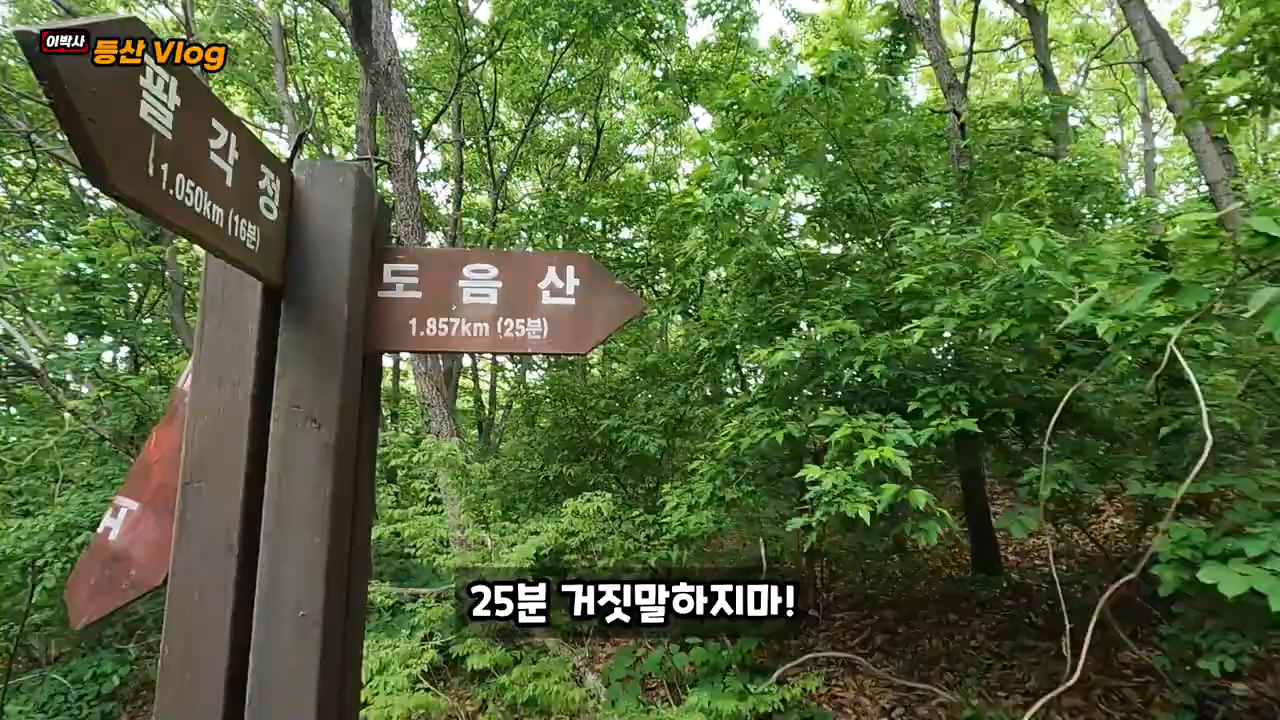 이박사 등산 Vlog
팔각정
1.050km (16분)
도음산
1.857km (25분)
25분 거짓말하지마!